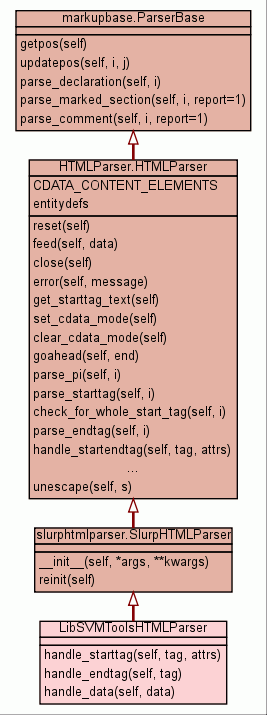 markupbase.ParserBase
getpos(self)
updatepos(self, i, j)
parse_declaration(self, i)
parse_marked_section(self, i, report=1)
parse_comment(self, i, report=1)
HTMLParser.HTMLParser
CDATA_CONTENT_ELEMENTS
entitydefs
reset(self)
feed(self, data)
close(self)
error(self, message)
get_starttag_text(self)
set_cdata_mode(self)
clear_cdata_mode(self)
goahead(self, end)
parse_pi(self, i)
parse_starttag(self, i)
check_for_whole_start_tag(self, i)
parse_endtag(self, i)
handle_startendtag(self, tag, attrs)
...
unescape(self, s)
slurphtmlparser.SlurpHTMLParser
__init__(self, *args, **kwargs)
reinit(self)
LibSVMToolsHTMLParser
handle_starttag(self, tag, attrs)
handle_endtag(self, tag)
handle_data(self, data)